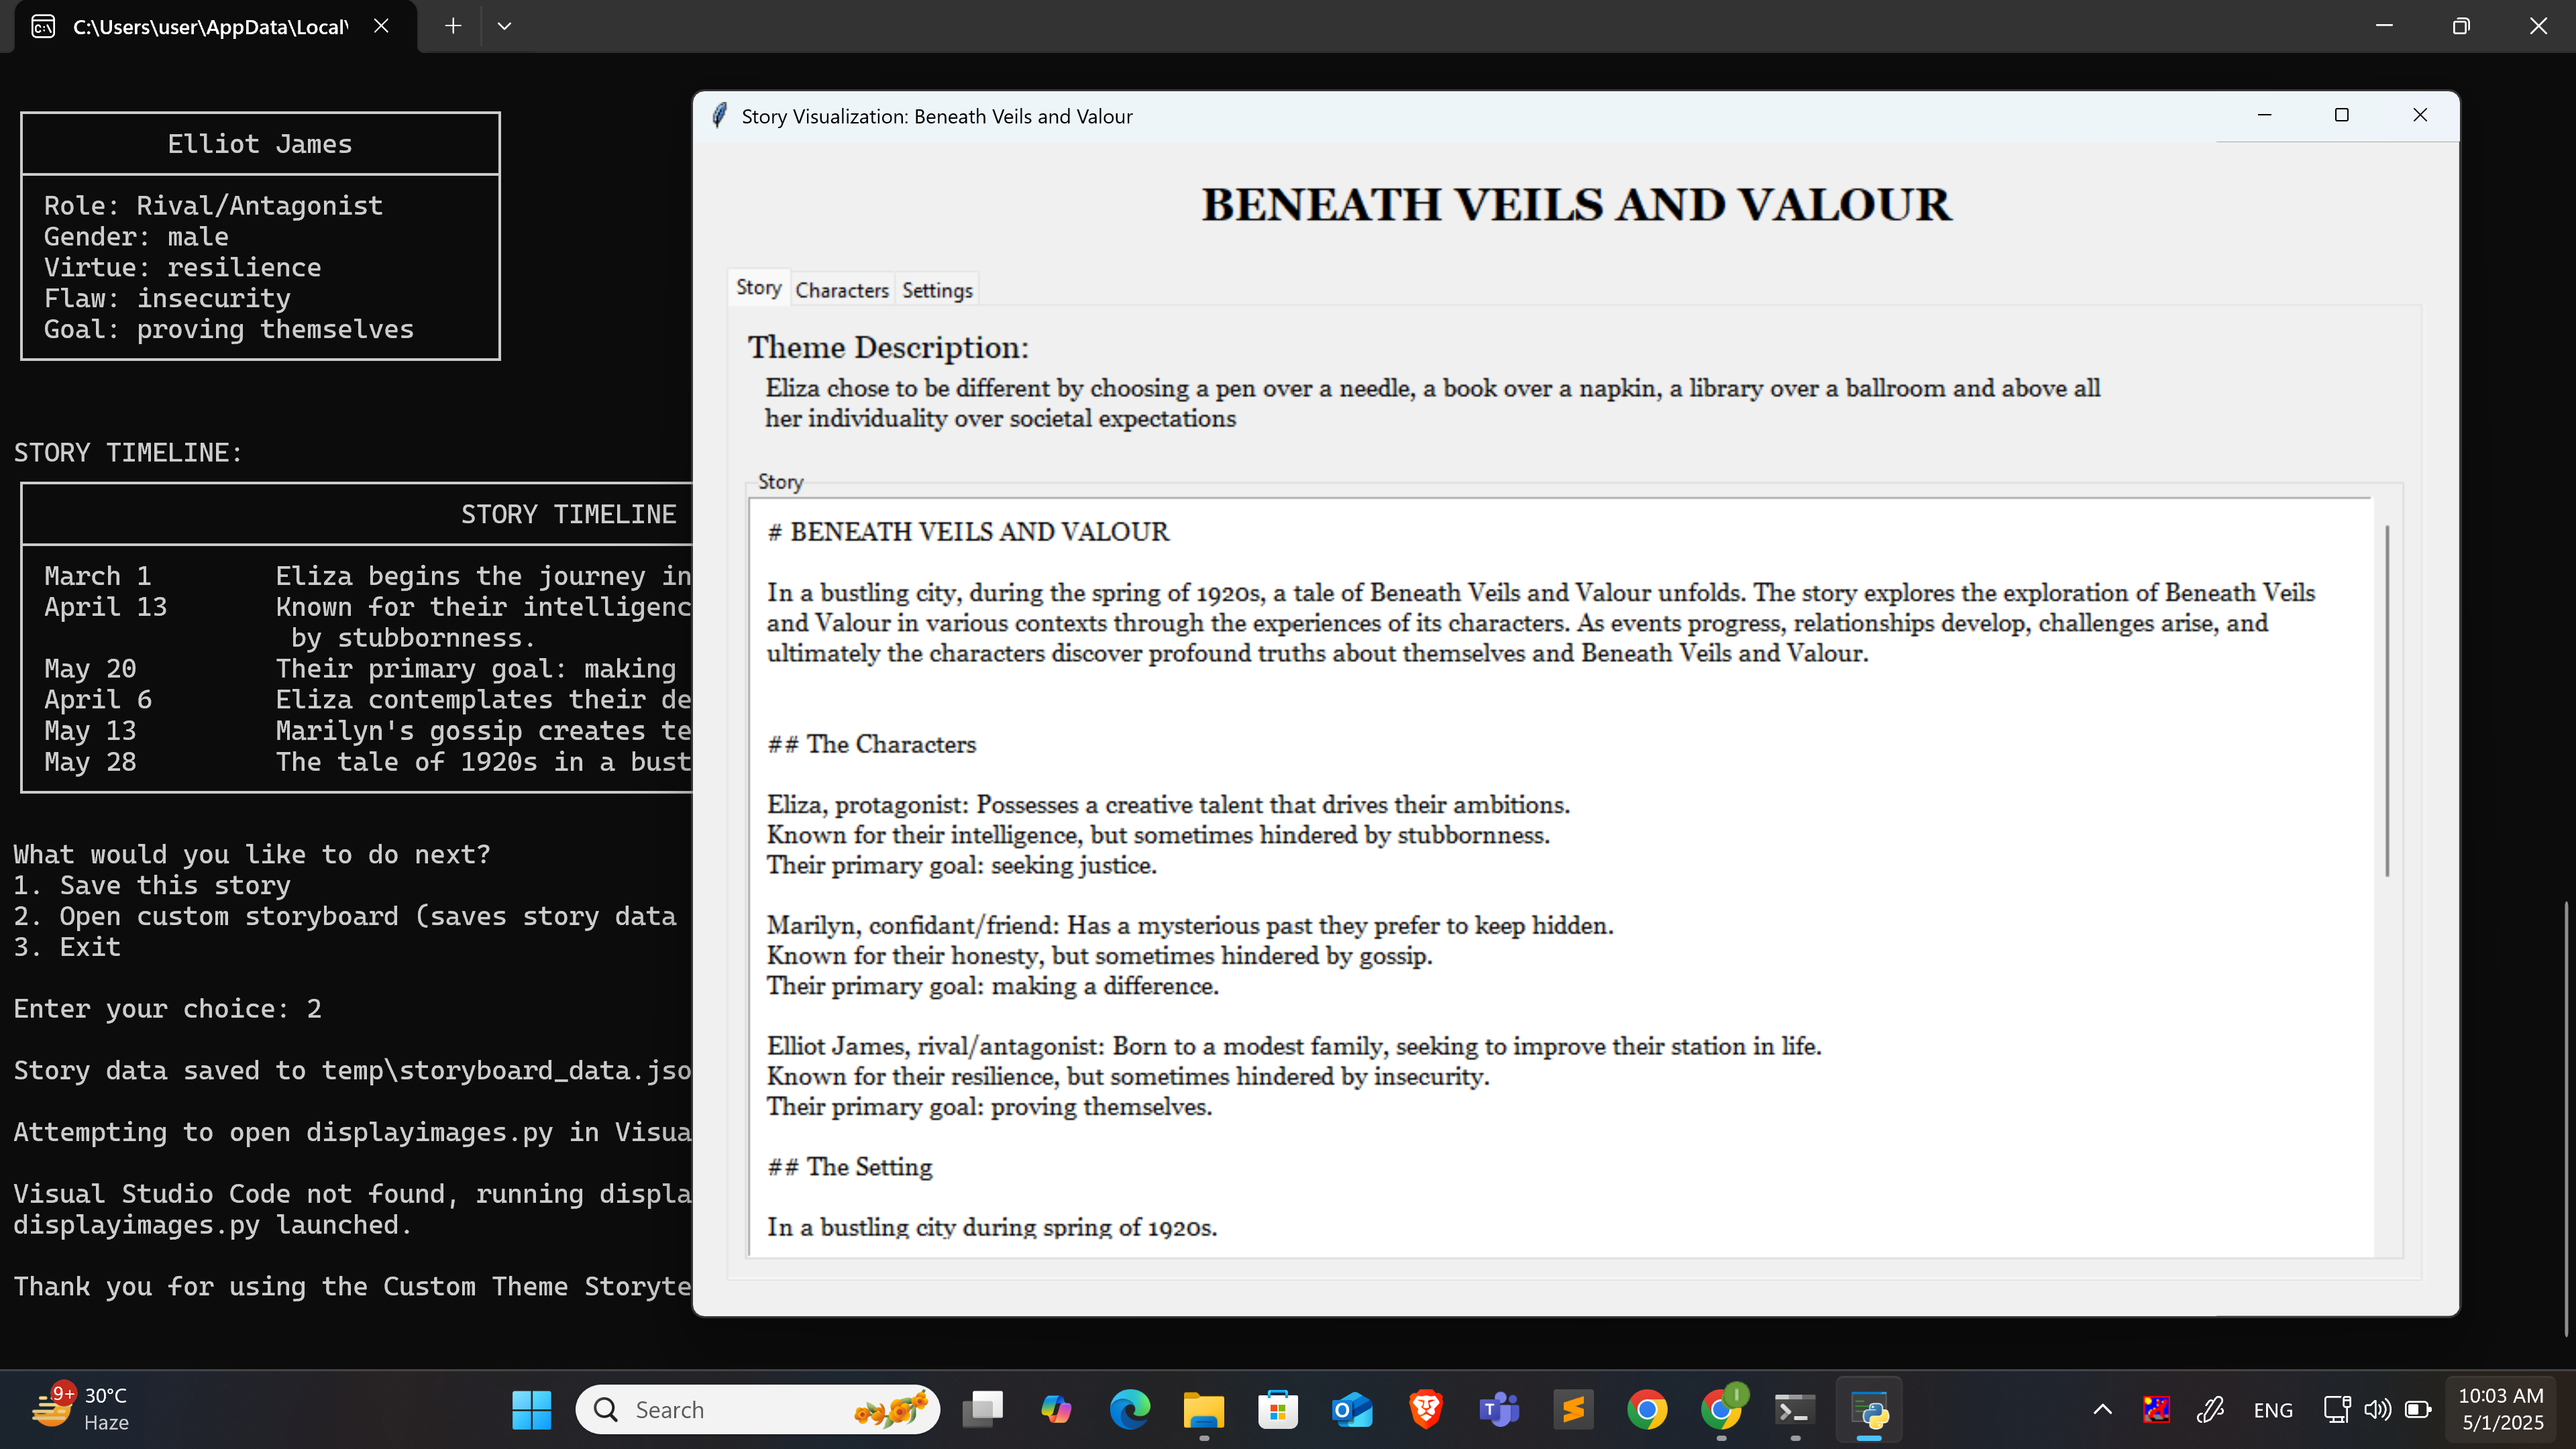 C:\Users\user\AppData\Local\
Elliot James
Role: Rival/Antagonist
Gender: male
Virtue: resilience
Flaw: insecurity
Goal: proving themselves
STORY TIMELINE:
STORY TIMELINE
March 1 Eliza begins the journey in
April 13 Known for their intelligenc
by stubbornness.
May 20 Their primary goal: making
April 6 Eliza contemplates their de
May 13 Marilyn's gossip creates te
May 28 The tale of 1920s in a bust
What would you like to do next?
1. Save this story
2. Open custom storyboard (saves story data
3. Exit
Enter your choice: 2
Story data saved to temp\storyboard_data.jso
Attempting to open displayimages.py in Visua
Visual Studio Code not found, running displa
displayimages.py launched.
Thank you for using the Custom Theme Storyte
Story Visualization: Beneath Veils and Valour
BENEATH VEILS AND VALOUR
Story Characters Settings
Theme Description:
Eliza chose to be different by choosing a pen over a needle, a book over a napkin, a library over a ballroom and above all
her individuality over societal expectations
Story
# BENEATH VEILS AND VALOUR
In a bustling city, during the spring of 1920s, a tale of Beneath Veils and Valour unfolds. The story explores the exploration of Beneath Veils
and Valour in various contexts through the experiences of its characters. As events progress, relationships develop, challenges arise, and
ultimately the characters discover profound truths about themselves and Beneath Veils and Valour.
## The Characters
Eliza, protagonist: Possesses a creative talent that drives their ambitions.
Known for their intelligence, but sometimes hindered by stubbornness.
Their primary goal: seeking justice.
Marilyn, confidant/friend: Has a mysterious past they prefer to keep hidden.
Known for their honesty, but sometimes hindered by gossip.
Their primary goal: making a difference.
Elliot James, rival/antagonist: Born to a modest family, seeking to improve their station in life.
Known for their resilience, but sometimes hindered by insecurity.
Their primary goal: proving themselves.
## The Setting
In a bustling city during spring of 1920s.
9+
30°C
Haze
Search
ENG
10:03 AM
5/1/2025